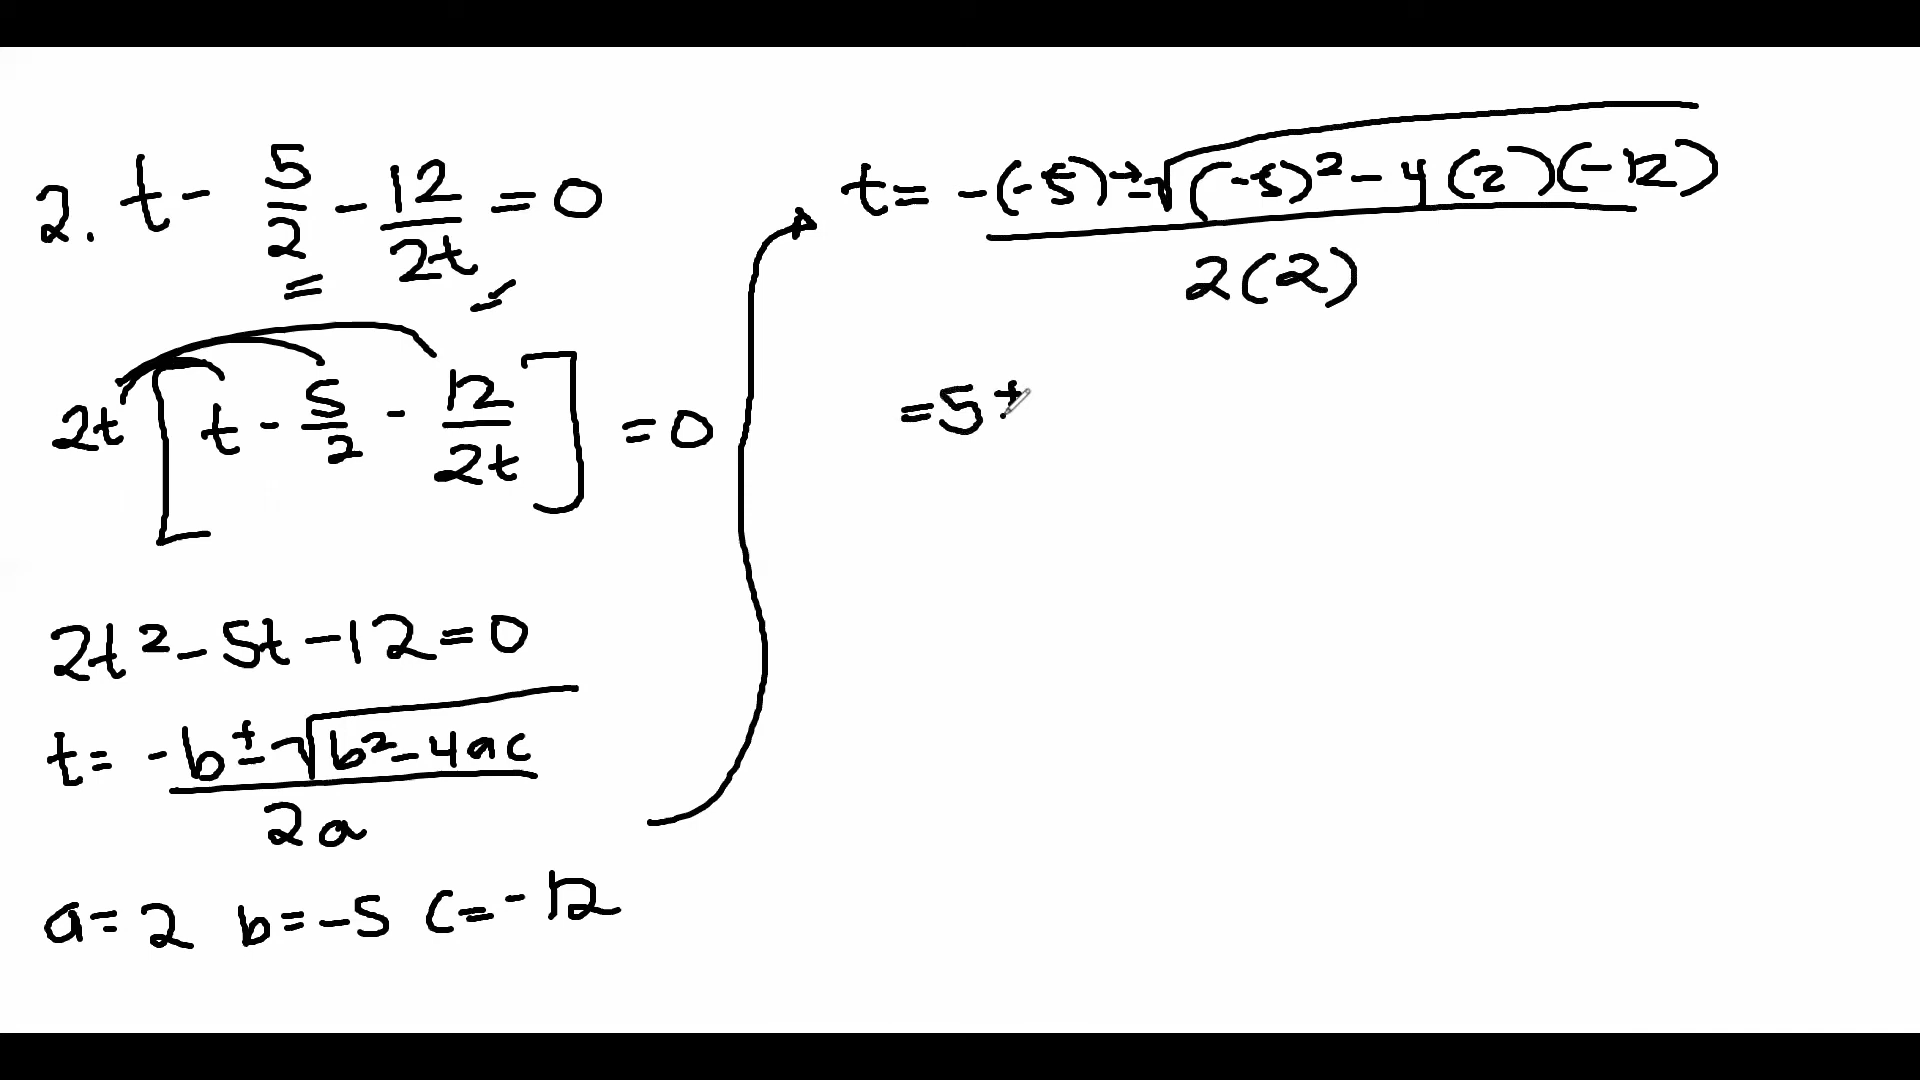 2. t - 5/2 - 12/2t = 0
2t [ t - 5/2 - 12/2t ] = 0
2t² - 5t - 12 = 0
t = -b ± √(b² - 4ac) / 2a
a = 2 b = -5 c = -12
t = -(-5) ± √((-5)² - 4(2)(-12)) / 2(2)
= 5 +